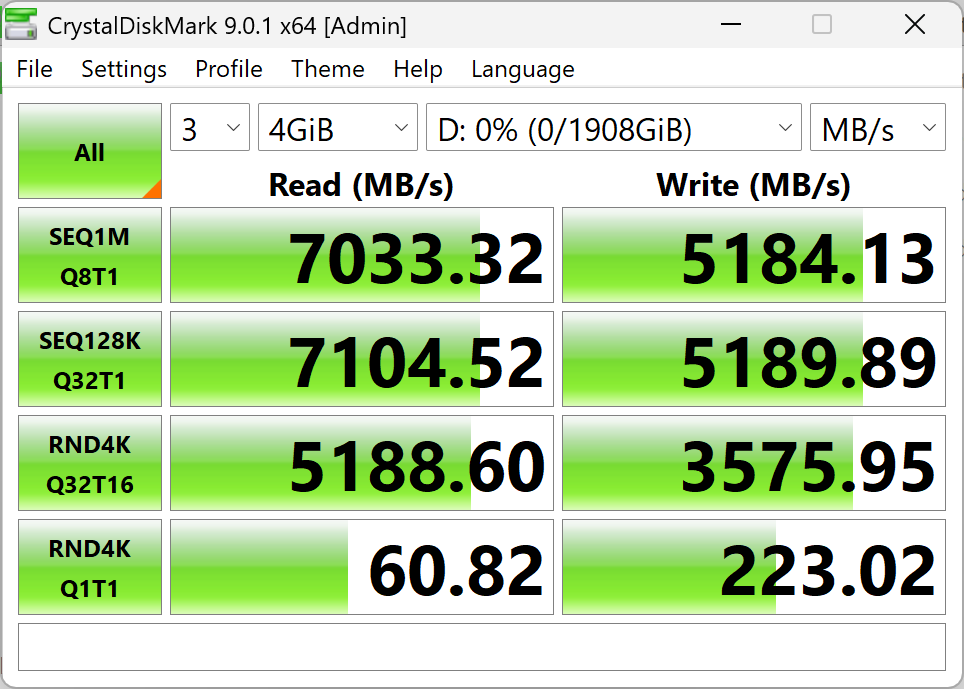 CrystalDiskMark 9.0.1 x64 [Admin]
File Settings Profile Theme Help Language
All 3 4GiB D: 0% (0/1908GiB) MB/s
Read (MB/s) Write (MB/s)
SEQ1M
Q8T1
7033.32 5184.13
SEQ128K
Q32T1
7104.52 5189.89
RND4K
Q32T16
5188.60 3575.95
RND4K
Q1T1
60.82 223.02